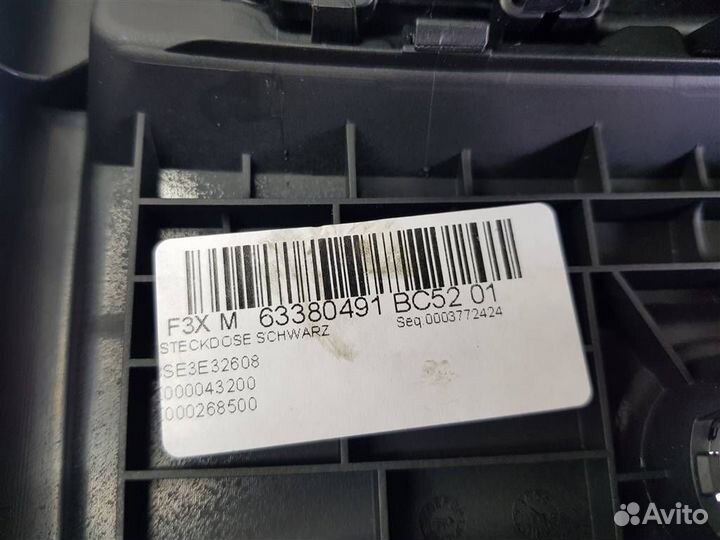 F3X M 63380491 BC52 01
STECKDOSE SCHWARZ
Seq.0003772424
SE3E32608
000043200
000268500
Avito